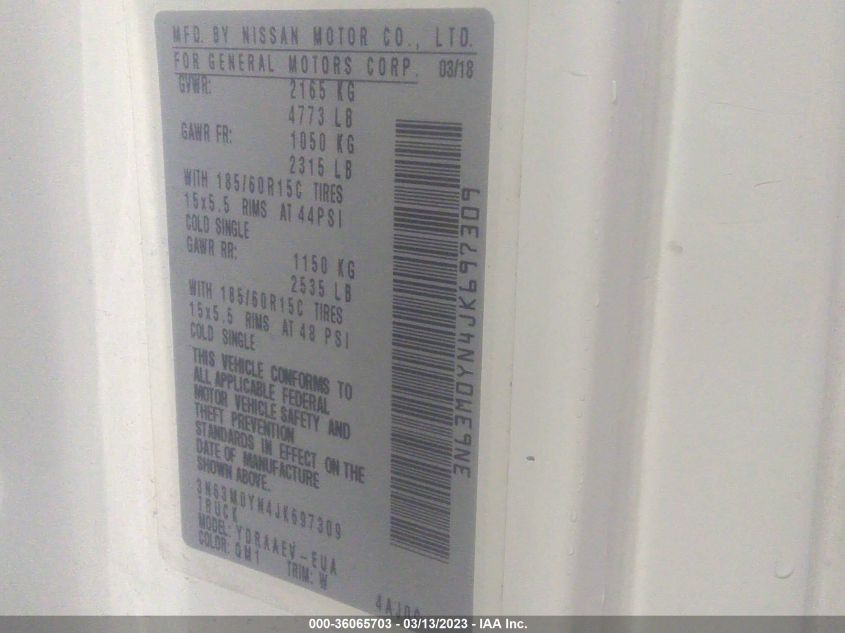 MFD. BY NISSAN MOTOR CO., LTD.
FOR GENERAL MOTORS CORP. 03/18
GVWR: 2165 KG
4773 LB
GAWR FR: 1050 KG
2315 LB
WITH 185/60R15C TIRES
15x5.5 RIMS AT 44PSI
COLD SINGLE
GAWR RR: 1150 KG
2535 LB
WITH 185/60R15C TIRES
15x5.5 RIMS AT 48 PSI
COLD SINGLE
THIS VEHICLE CONFORMS TO
ALL APPLICABLE FEDERAL
MOTOR VEHICLE SAFETY AND
THEFT PREVENTION
STANDARDS IN EFFECT ON THE
DATE OF MANUFACTURE
SHOWN ABOVE.
3N63M0YN4JK697309
TRUCK
MODEL: YDRAAEV-EUA
COLOR: QM1 TRIM: W
3N63M0YN4JK697309
000-36065703 - 03/13/2023 - IAA Inc.